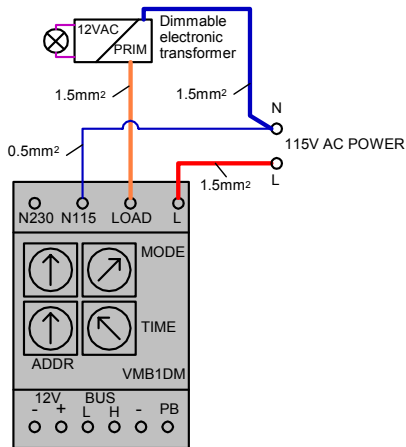 12VAC
PRIM
Dimmable
electronic
transformer
1.5mm²
1.5mm²
N
115V AC POWER
0.5mm²
L
1.5mm²
N230 N115 LOAD L
MODE
TIME
ADDR
VMB1DM
12V BUS
- + L H - PB